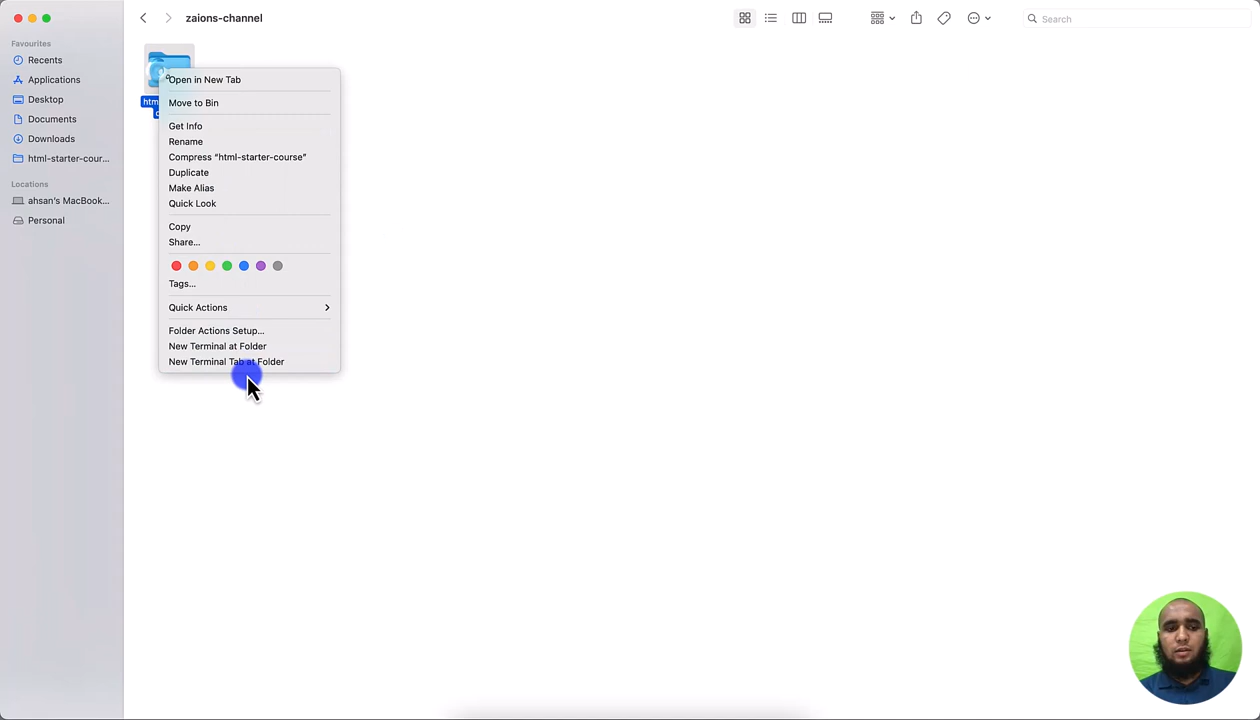 zaions-channel
Search
Favourites
Recents
Applications
Desktop
Documents
Downloads
html-starter-cour...
Locations
ahsan's MacBook...
Personal
Open in New Tab
Move to Bin
Get Info
Rename
Compress “html-starter-course”
Duplicate
Make Alias
Quick Look
Copy
Share...
Tags...
Quick Actions
Folder Actions Setup...
New Terminal at Folder
New Terminal Tab at Folder